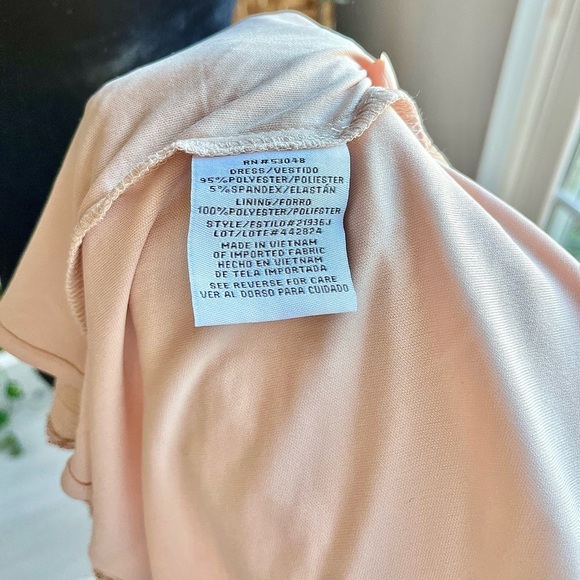 RN#53048
DRESS/VESTIDO
95%POLYESTER/POLIESTER
5%SPANDEX/ELASTÁN
LINING/FORRO
100%POLYESTER/POLIESTER
STYLE/ESTILO#21936J
LOT/LOTE#442824
MADE IN VIETNAM
OF IMPORTED FABRIC
HECHO EN VIETNAM
DE TELA IMPORTADA
SEE REVERSE FOR CARE
VER AL DORSO PARA CUIDADO